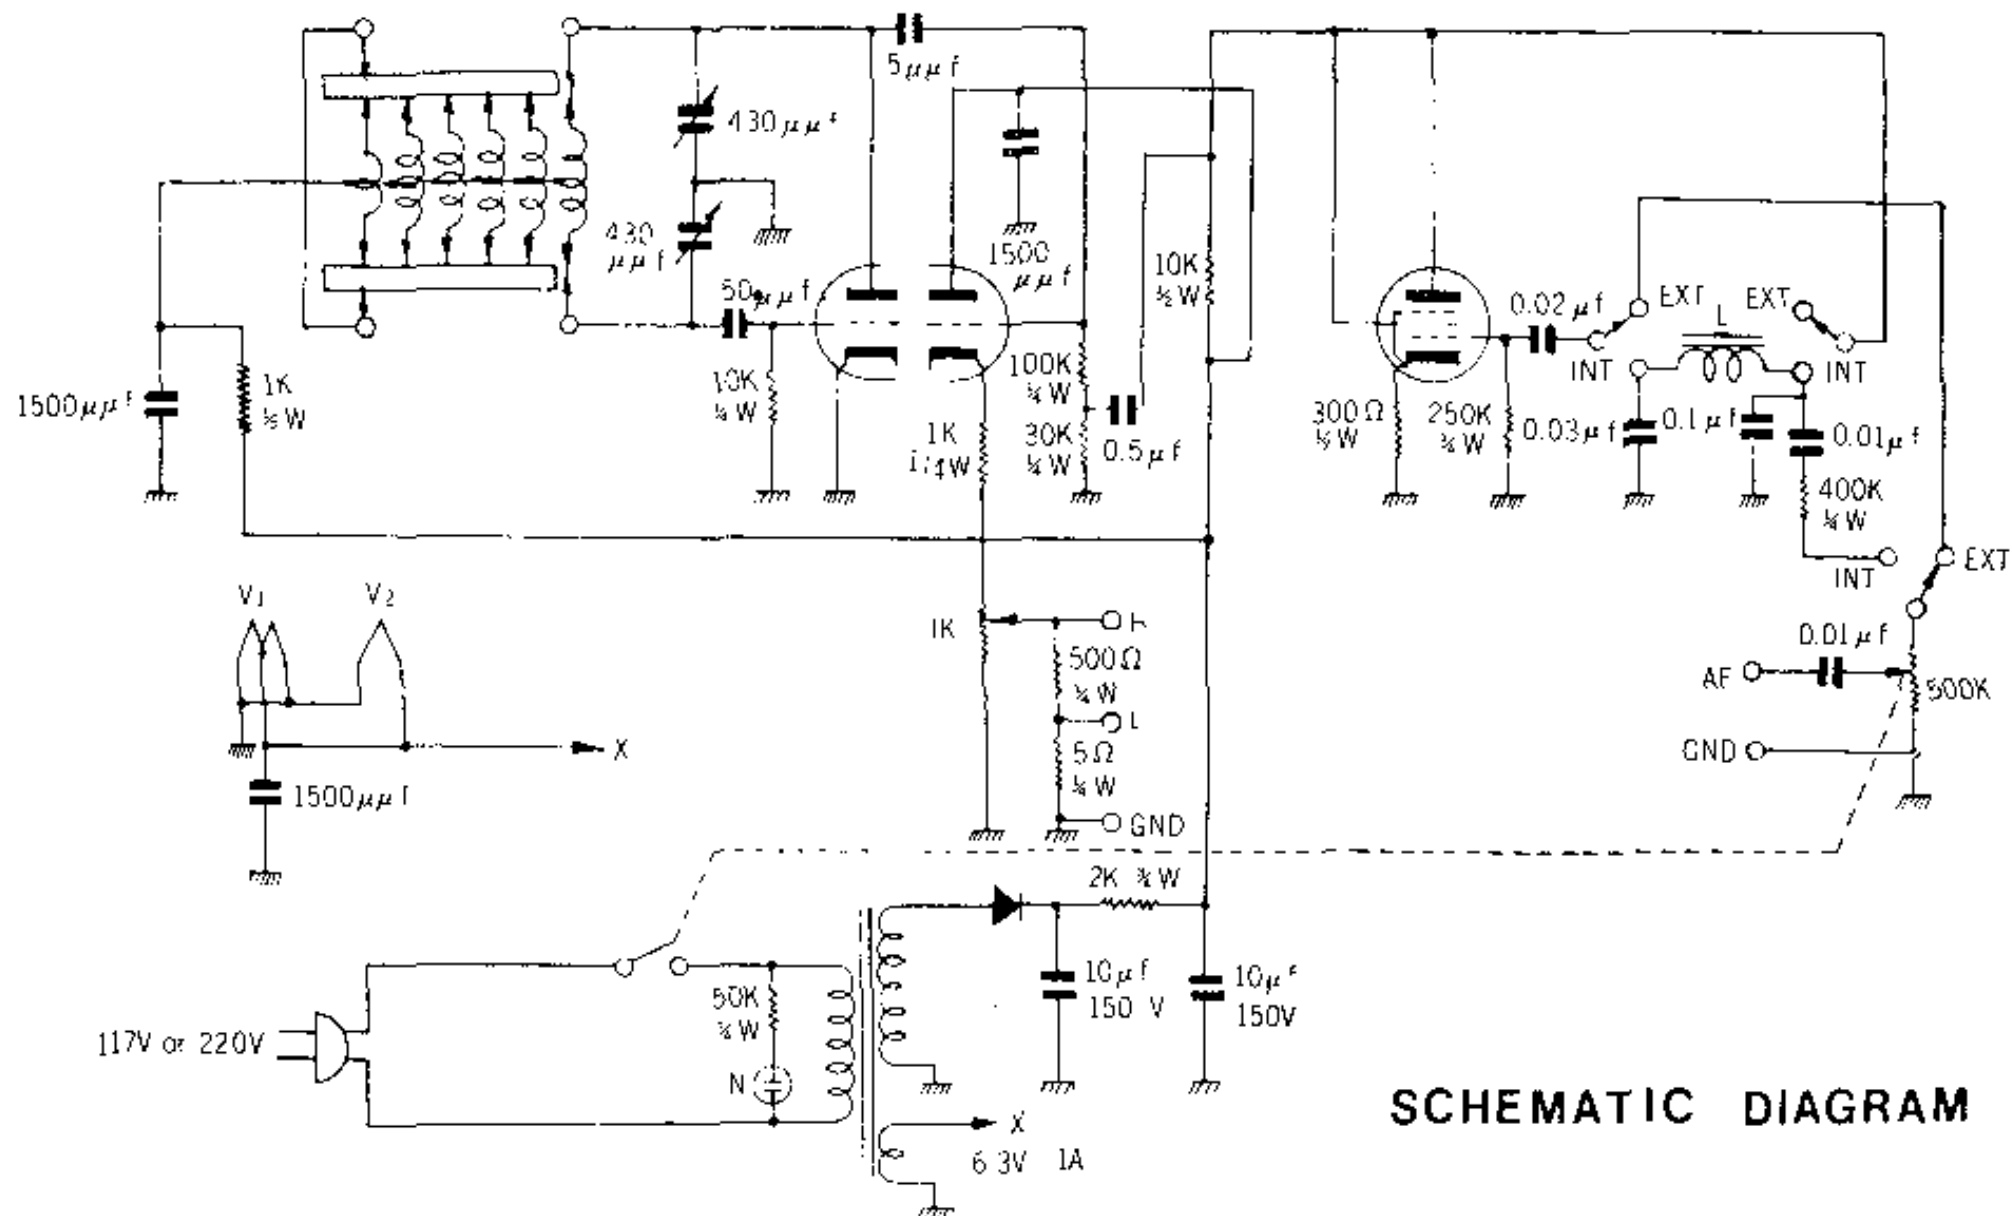 5μμf
430μμf
430
μμf
1500
μμf
50μμf
10K
½W
0.02μf
EXT
EXT
L
INT
INT
1K
½W
1500μμf
10K
¼W
100K
¼W
30K
¼W
0.5μf
1K
1/4W
300Ω
½W
250K
¼W
0.03μf
0.1μf
0.01μf
400K
¼W
INT
EXT
V1
V2
1K
500Ω
¼W
5Ω
¼W
GND
0.01μf
AF
500K
GND
X
1500μμf
2K ¾W
10μf
150 V
10μf
150V
50K
¼W
117V or 220V
N
X
6 3V 1A
SCHEMATIC DIAGRAM